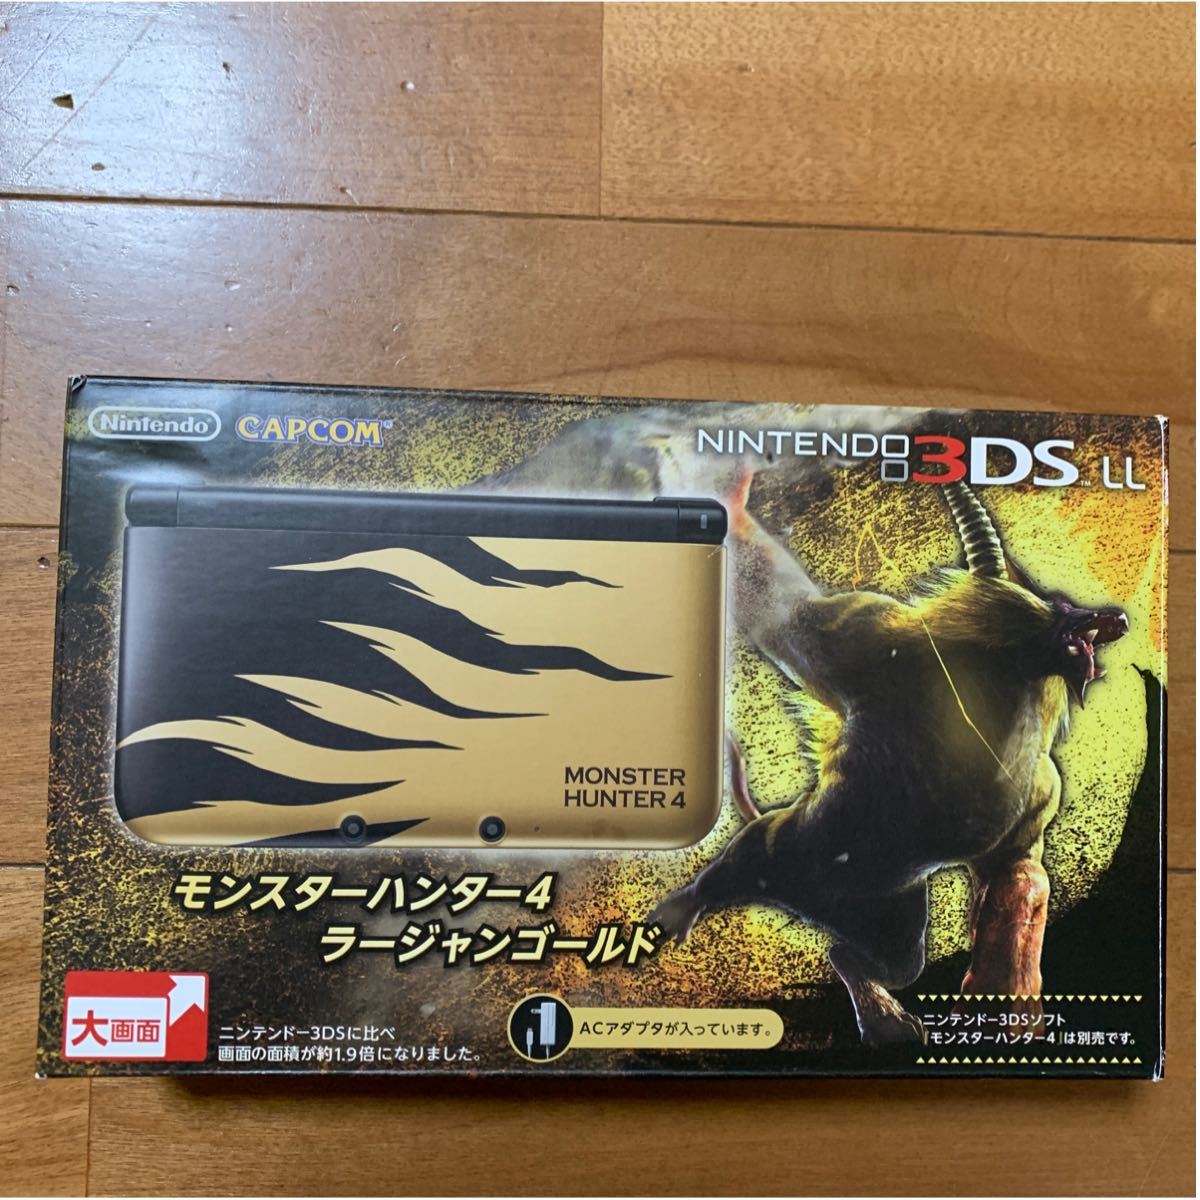 Nintendo CAPCOM
NINTENDO 3DS™ LL
MONSTER
HUNTER 4
モンスターハンター4
ラージャンゴールド
大画面
ニンテンドー3DSに比べ
画面の面積が約1.9倍になりました。
ACアダプタが入っています。
ニンテンドー3DSソフト
「モンスターハンター4」は別売です。